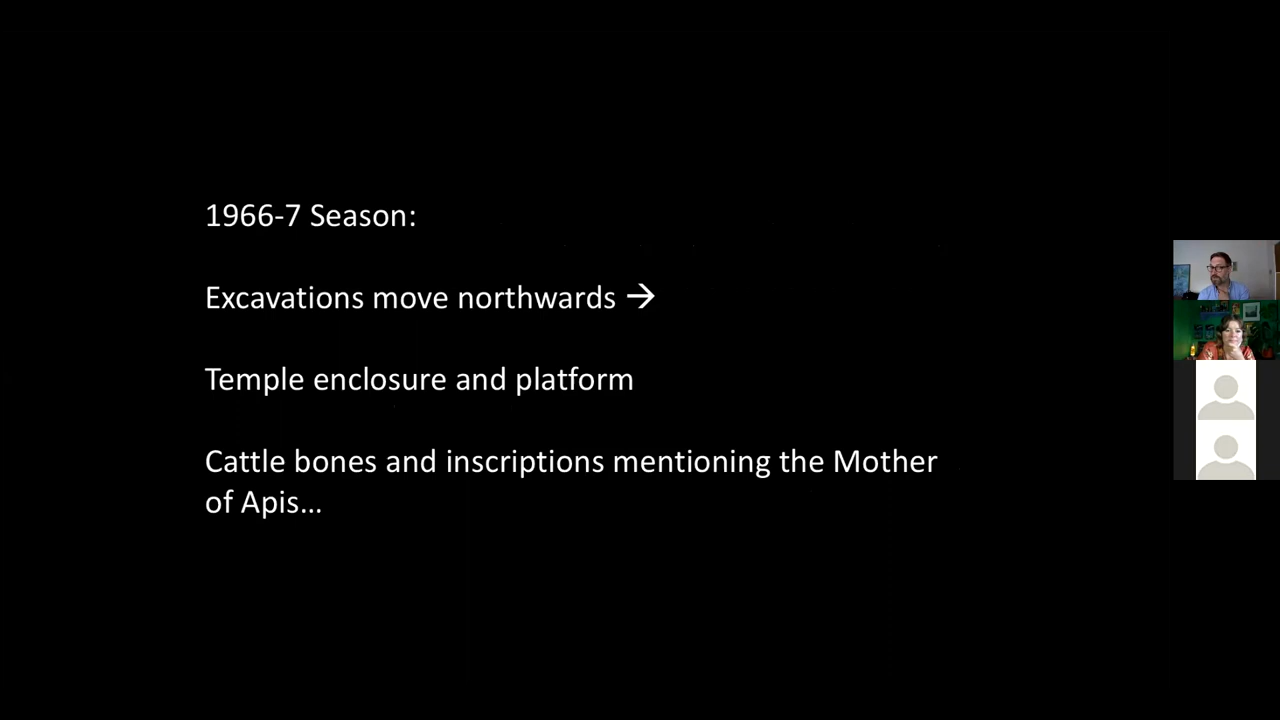 1966-7 Season:
Excavations move northwards →
Temple enclosure and platform
Cattle bones and inscriptions mentioning the Mother
of Apis…